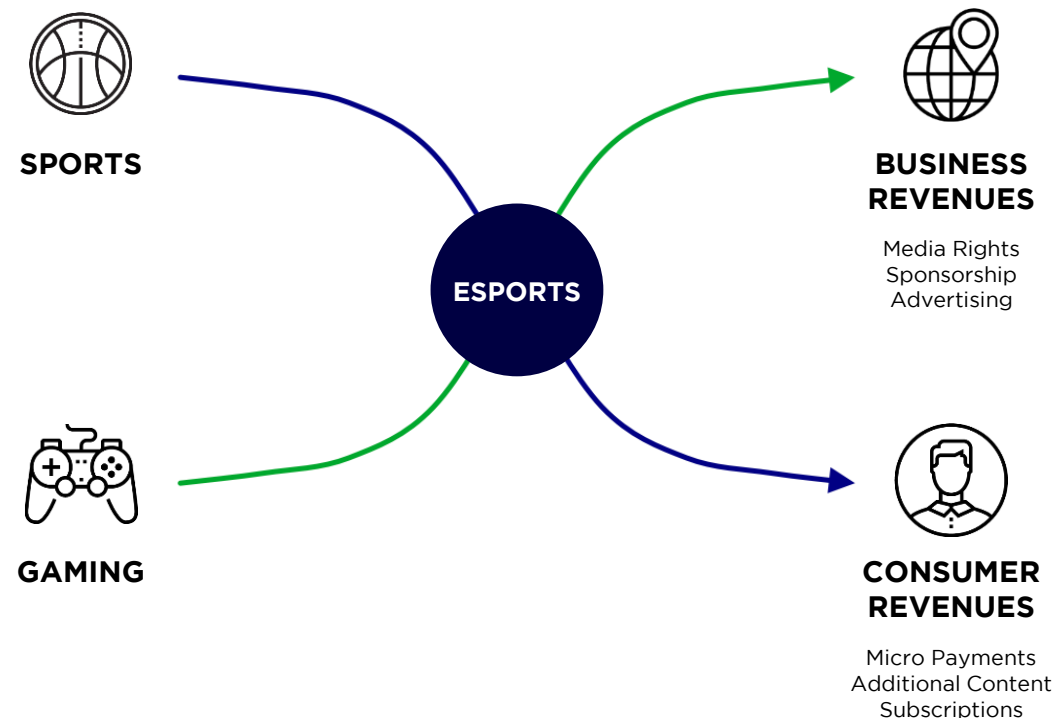 SPORTS
BUSINESS
REVENUES
Media Rights
Sponsorship
Advertising
ESPORTS
GAMING
CONSUMER
REVENUES
Micro Payments
Additional Content
Subscriptions